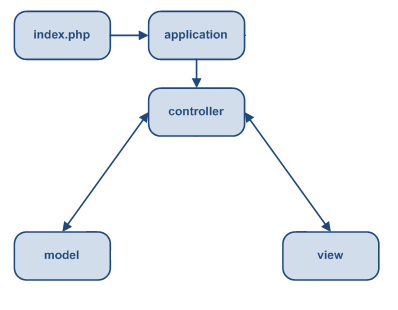 index.php
application
controller
model
view